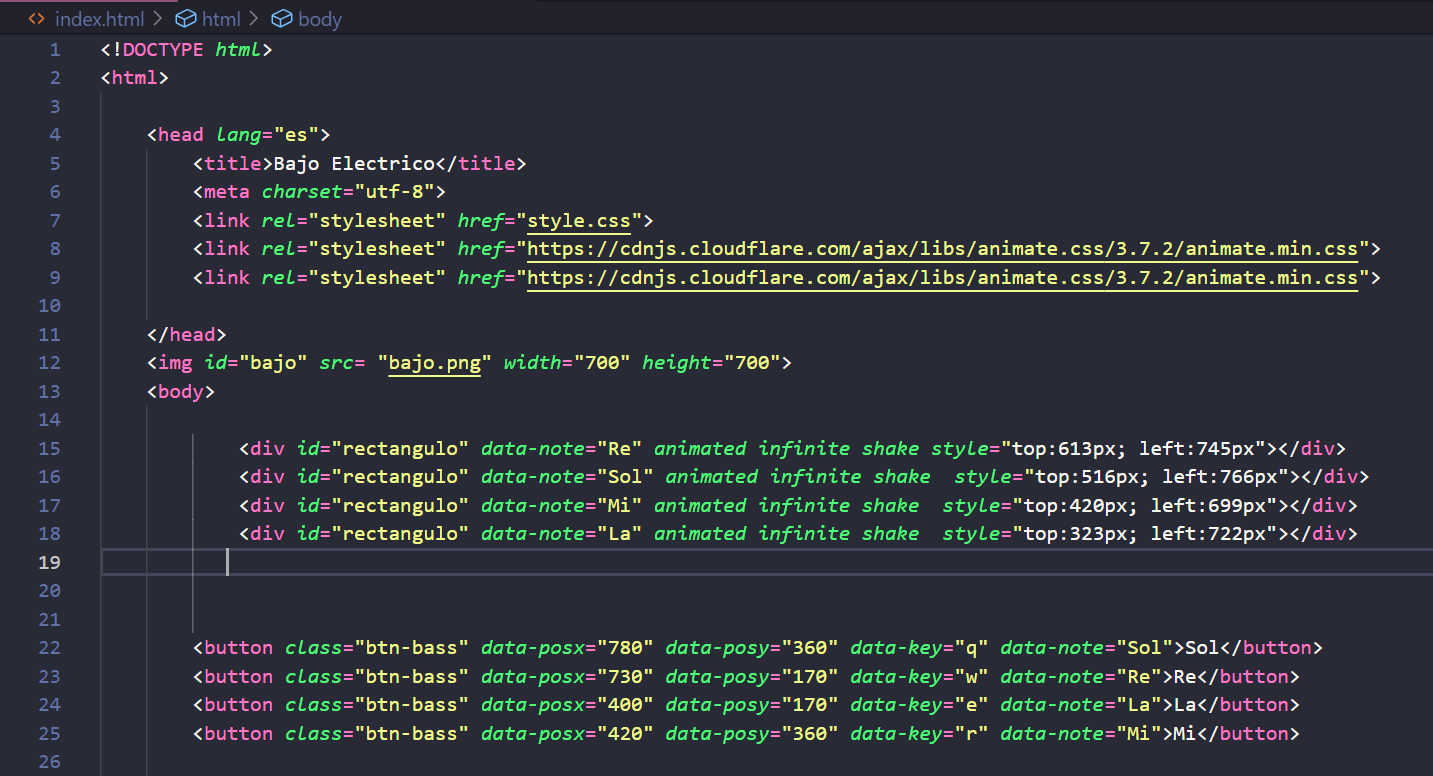 index.html > html > body
1 <!DOCTYPE html>
2 <html>
3
4 <head lang="es">
5 <title>Bajo Electrico</title>
6 <meta charset="utf-8">
7 <link rel="stylesheet" href="style.css">
8 <link rel="stylesheet" href="https://cdnjs.cloudflare.com/ajax/libs/animate.css/3.7.2/animate.min.css">
9 <link rel="stylesheet" href="https://cdnjs.cloudflare.com/ajax/libs/animate.css/3.7.2/animate.min.css">
10
11 </head>
12 <img id="bajo" src= "bajo.png" width="700" height="700">
13 <body>
14
15 <div id="rectangulo" data-note="Re" animated infinite shake style="top:613px; left:745px"></div>
16 <div id="rectangulo" data-note="Sol" animated infinite shake  style="top:516px; left:766px"></div>
17 <div id="rectangulo" data-note="Mi" animated infinite shake  style="top:420px; left:699px"></div>
18 <div id="rectangulo" data-note="La" animated infinite shake  style="top:323px; left:722px"></div>
19
20
21
22 <button class="btn-bass" data-posx="780" data-posy="360" data-key="q" data-note="Sol">Sol</button>
23 <button class="btn-bass" data-posx="730" data-posy="170" data-key="w" data-note="Re">Re</button>
24 <button class="btn-bass" data-posx="400" data-posy="170" data-key="e" data-note="La">La</button>
25 <button class="btn-bass" data-posx="420" data-posy="360" data-key="r" data-note="Mi">Mi</button>
26